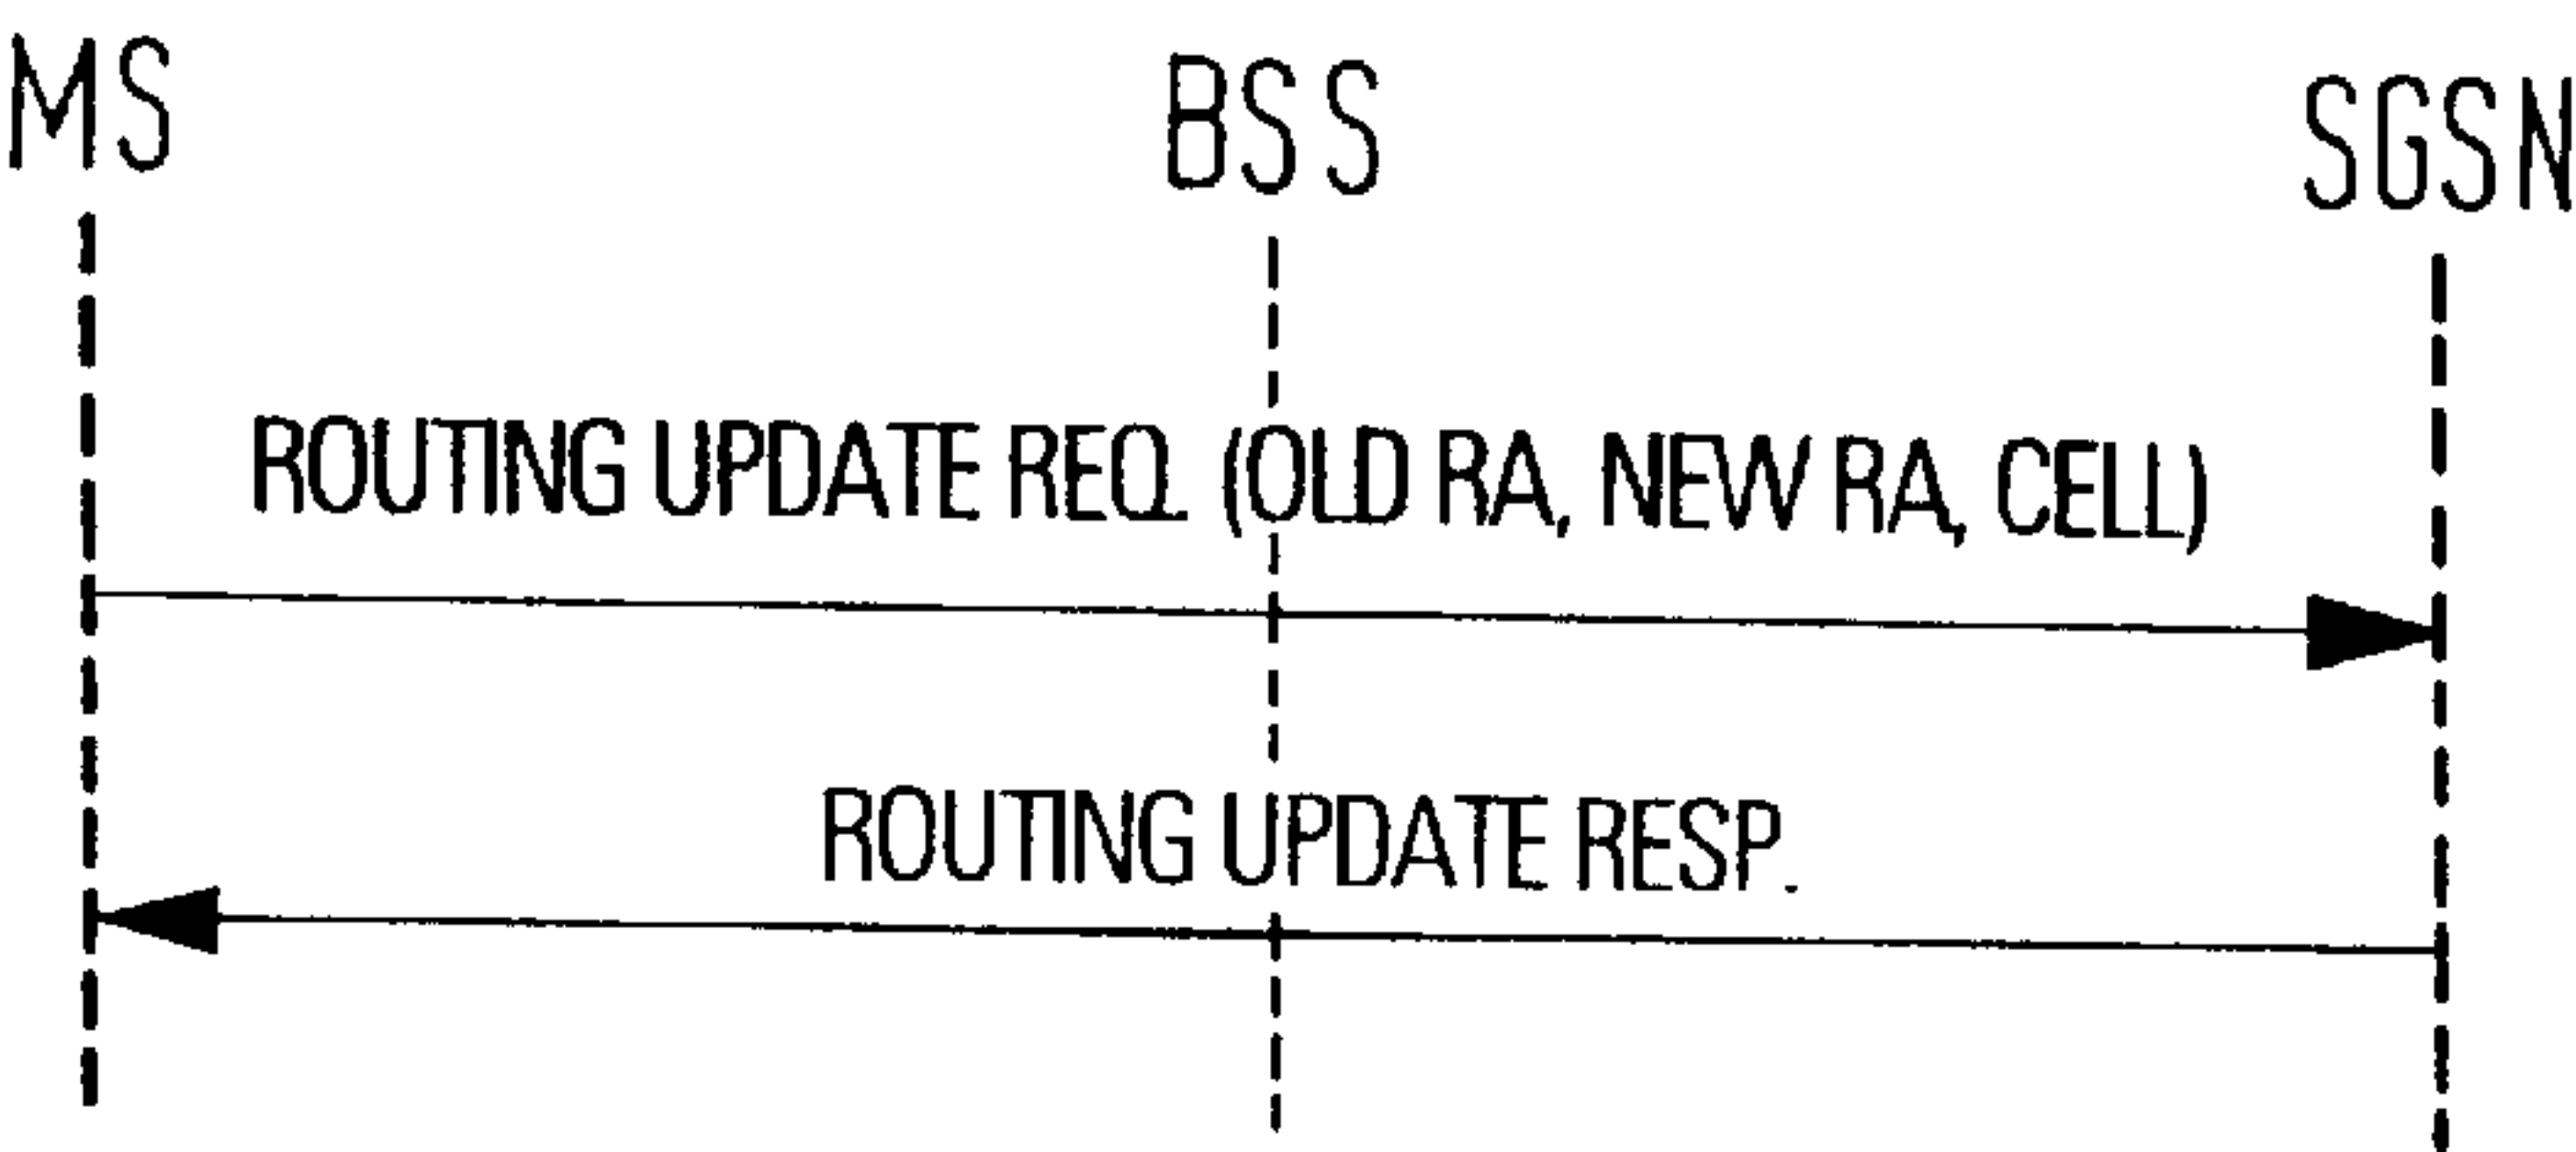 MS BSS SGSN
ROUTING UPDATE REQ. (OLD RA, NEW RA, CELL)
ROUTING UPDATE RESP.